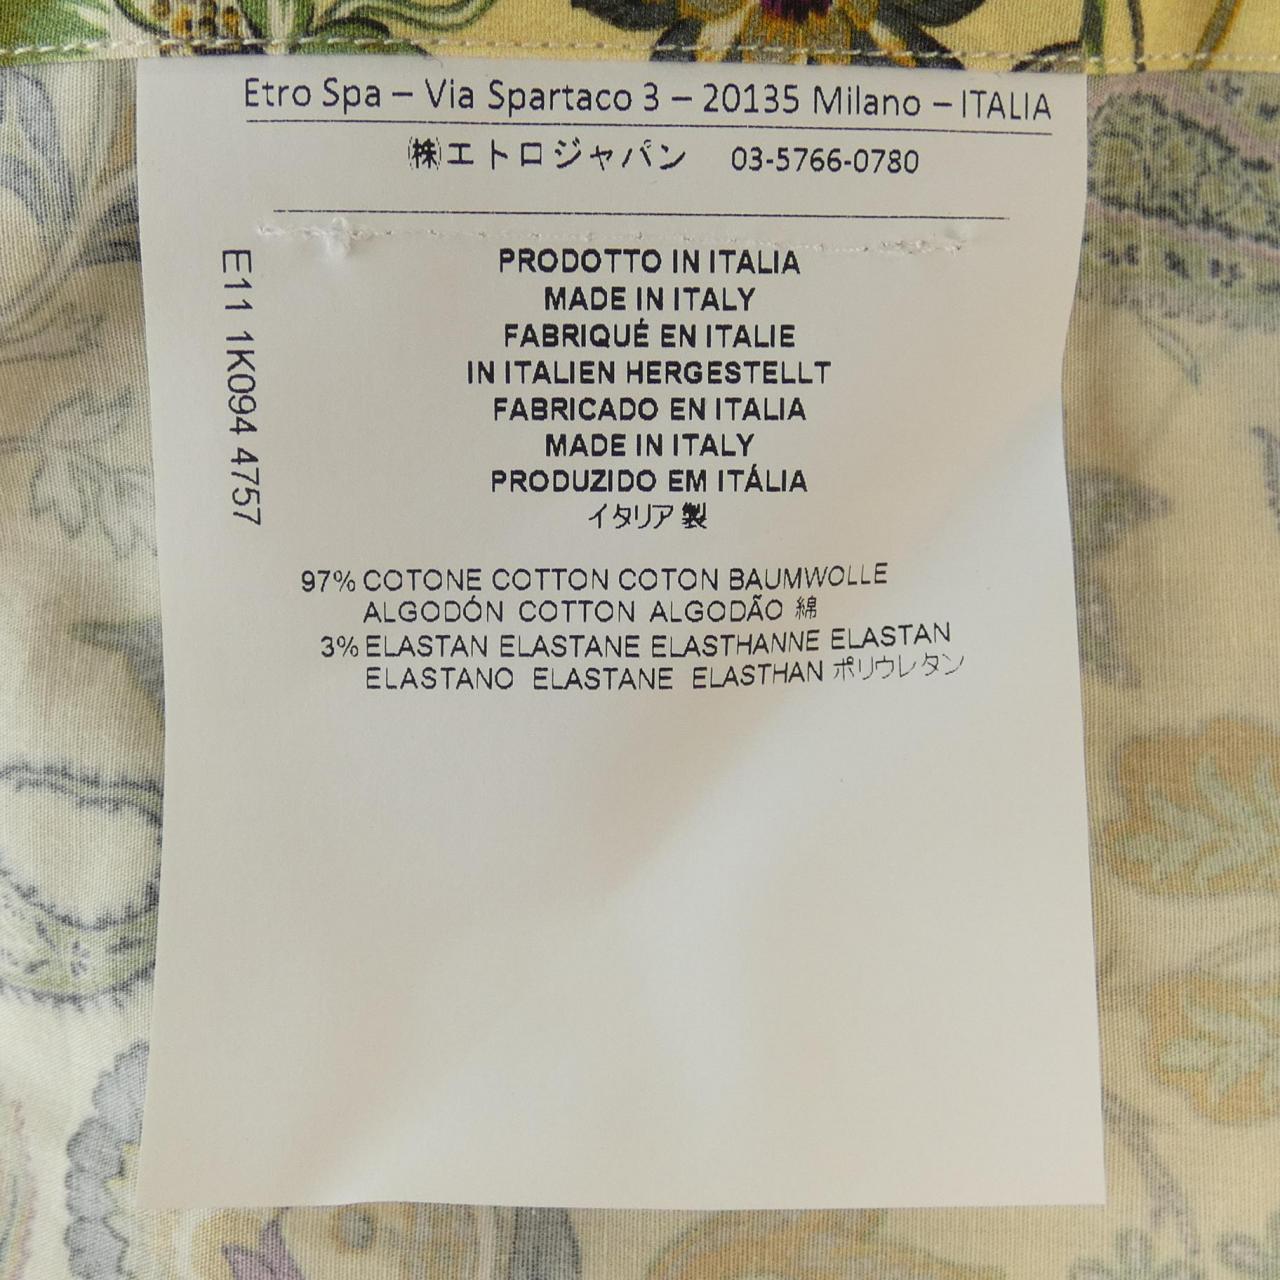 Etro Spa – Via Spartaco 3 – 20135 Milano – ITALIA
㈱エトロジャパン 03-5766-0780
E11 1K094 4757
PRODOTTO IN ITALIA
MADE IN ITALY
FABRIQUÉ EN ITALIE
IN ITALIEN HERGESTELLT
FABRICADO EN ITALIA
MADE IN ITALY
PRODUZIDO EM ITÁLIA
イタリア製
97% COTONE COTTON COTON BAUMWOLLE
ALGODÓN COTTON ALGODÃO 綿
3% ELASTAN ELASTANE ELASTHANNE ELASTAN
ELASTANO ELASTANE ELASTHAN ポリウレタン